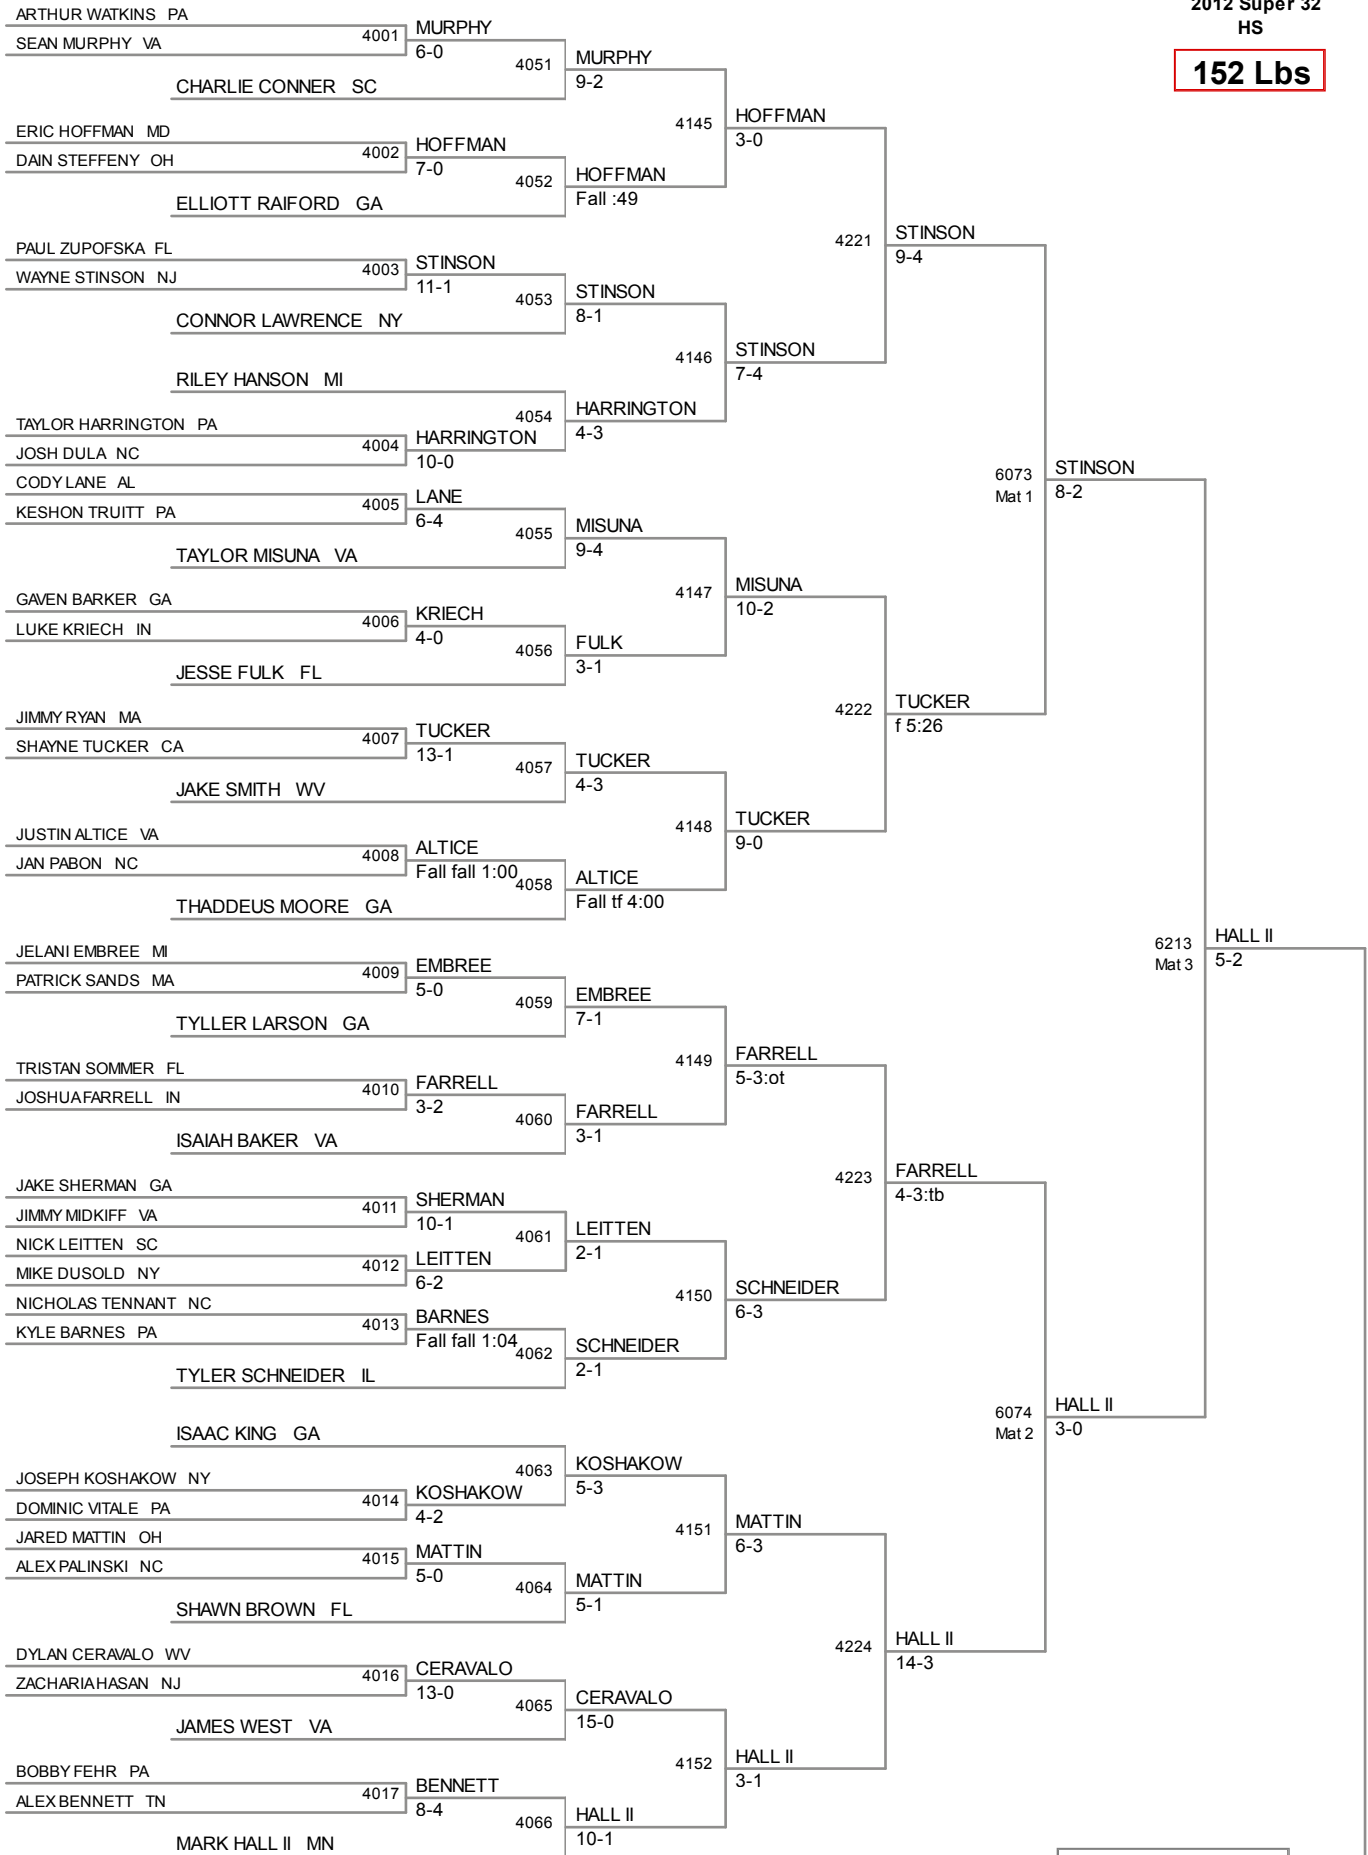 2012 Super 32
HS
152 Lbs
ARTHUR WATKINS PA
SEAN MURPHY VA
4001
MURPHY
6-0
CHARLIE CONNER SC
4051
MURPHY
9-2
ERIC HOFFMAN MD
DAIN STEFFENY OH
4002
HOFFMAN
7-0
ELLIOTT RAIFORD GA
4052
HOFFMAN
Fall :49
4145
HOFFMAN
3-0
PAUL ZUPOFSKA FL
WAYNE STINSON NJ
4003
STINSON
11-1
CONNOR LAWRENCE NY
4053
STINSON
8-1
RILEY HANSON MI
TAYLOR HARRINGTON PA
JOSH DULA NC
4004
HARRINGTON
10-0
4054
HARRINGTON
4-3
4146
STINSON
7-4
4221
STINSON
9-4
CODY LANE AL
KESHON TRUITT PA
4005
LANE
6-4
TAYLOR MISUNA VA
4055
MISUNA
9-4
GAVEN BARKER GA
LUKE KRIECH IN
4006
KRIECH
4-0
JESSE FULK FL
4056
FULK
3-1
4147
MISUNA
10-2
JIMMY RYAN MA
SHAYNE TUCKER CA
4007
TUCKER
13-1
JAKE SMITH WV
4057
TUCKER
4-3
JUSTIN ALTICE VA
JAN PABON NC
4008
ALTICE
Fall fall 1:00
THADDEUS MOORE GA
4058
ALTICE
Fall tf 4:00
4148
TUCKER
9-0
4222
TUCKER
f 5:26
6073
Mat 1
STINSON
8-2
JELANI EMBREE MI
PATRICK SANDS MA
4009
EMBREE
5-0
TYLLER LARSON GA
4059
EMBREE
7-1
TRISTAN SOMMER FL
JOSHUA FARRELL IN
4010
FARRELL
3-2
ISAIAH BAKER VA
4060
FARRELL
3-1
4149
FARRELL
5-3:ot
JAKE SHERMAN GA
JIMMY MIDKIFF VA
4011
SHERMAN
10-1
NICK LEITTEN SC
MIKE DUSOLD NY
4012
LEITTEN
6-2
4061
LEITTEN
2-1
NICHOLAS TENNANT NC
KYLE BARNES PA
4013
BARNES
Fall fall 1:04
TYLER SCHNEIDER IL
4062
SCHNEIDER
2-1
4150
SCHNEIDER
6-3
4223
FARRELL
4-3:tb
ISAAC KING GA
JOSEPH KOSHAKOW NY
DOMINIC VITALE PA
4014
KOSHAKOW
4-2
4063
KOSHAKOW
5-3
JARED MATTIN OH
ALEX PALINSKI NC
4015
MATTIN
5-0
SHAWN BROWN FL
4064
MATTIN
5-1
4151
MATTIN
6-3
DYLAN CERAVALO WV
ZACHARIA HASAN NJ
4016
CERAVALO
13-0
JAMES WEST VA
4065
CERAVALO
15-0
BOBBY FEHR PA
ALEX BENNETT TN
4017
BENNETT
8-4
MARK HALL II MN
4066
HALL II
10-1
4152
HALL II
3-1
4224
HALL II
14-3
6074
Mat 2
HALL II
3-0
6213
Mat 3
HALL II
5-2